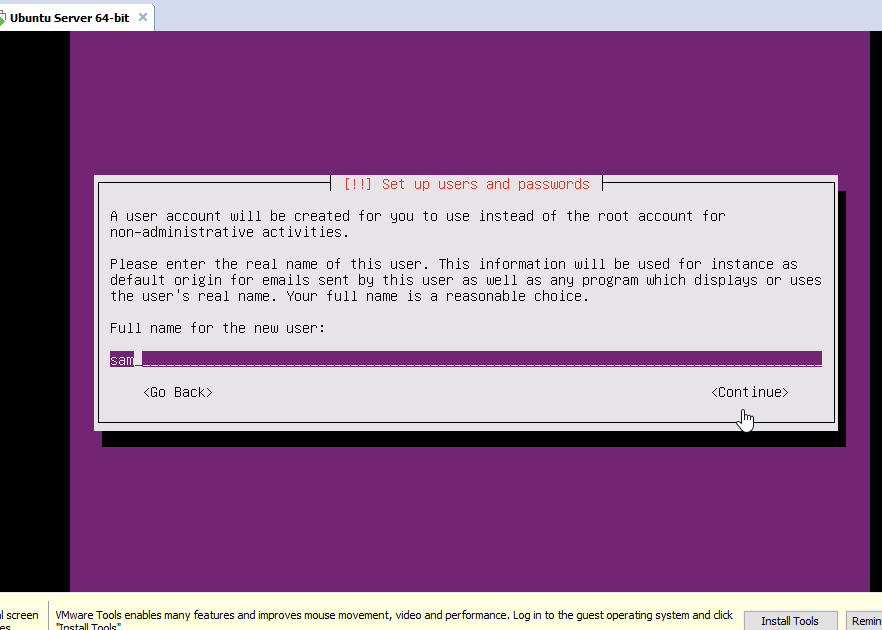 Ubuntu Server 64-bit
[!!] Set up users and passwords
A user account will be created for you to use instead of the root account for
non-administrative activities.
Please enter the real name of this user. This information will be used for instance as
default origin for emails sent by this user as well as any program which displays or uses
the user's real name. Your full name is a reasonable choice.
Full name for the new user:
sam
<Go Back> <Continue>
screen VMware Tools enables many features and improves mouse movement, video and performance. Log in to the guest operating system and click
"Install Tools" Install Tools Remin